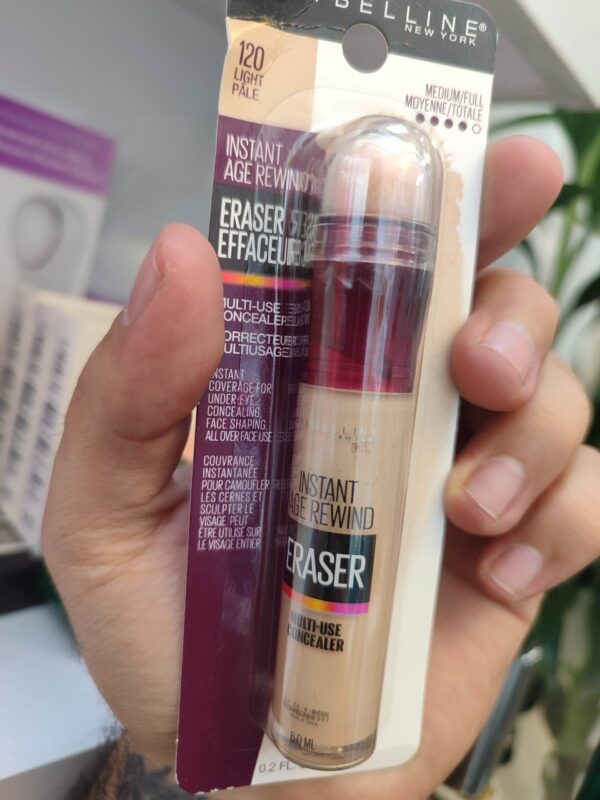 BELLINE®
NEW YORK
120
LIGHT
PÂLE
MEDIUM/FULL
MOYENNE/TOTALE
INSTANT
AGE REWIND
ERASER
EFFACEUR
MULTI-USE
CONCEALER
CORRECTEUR
MULTIUSAGE
INSTANT
COVERAGE FOR
UNDER-EYE
CONCEALING,
FACE SHAPING,
ALL OVER FACE USE
COUVRANCE
INSTANTANÉE
POUR CAMOUFLER
LES CERNES ET
SCULPTER LE
VISAGE. PEUT
ÊTRE UTILISÉ SUR
LE VISAGE ENTIER
MAYBELLINE
NEW YORK
INSTANT
AGE REWIND
ERASER
MULTI-USE
CONCEALER
6.0 ML
0.2 FL.